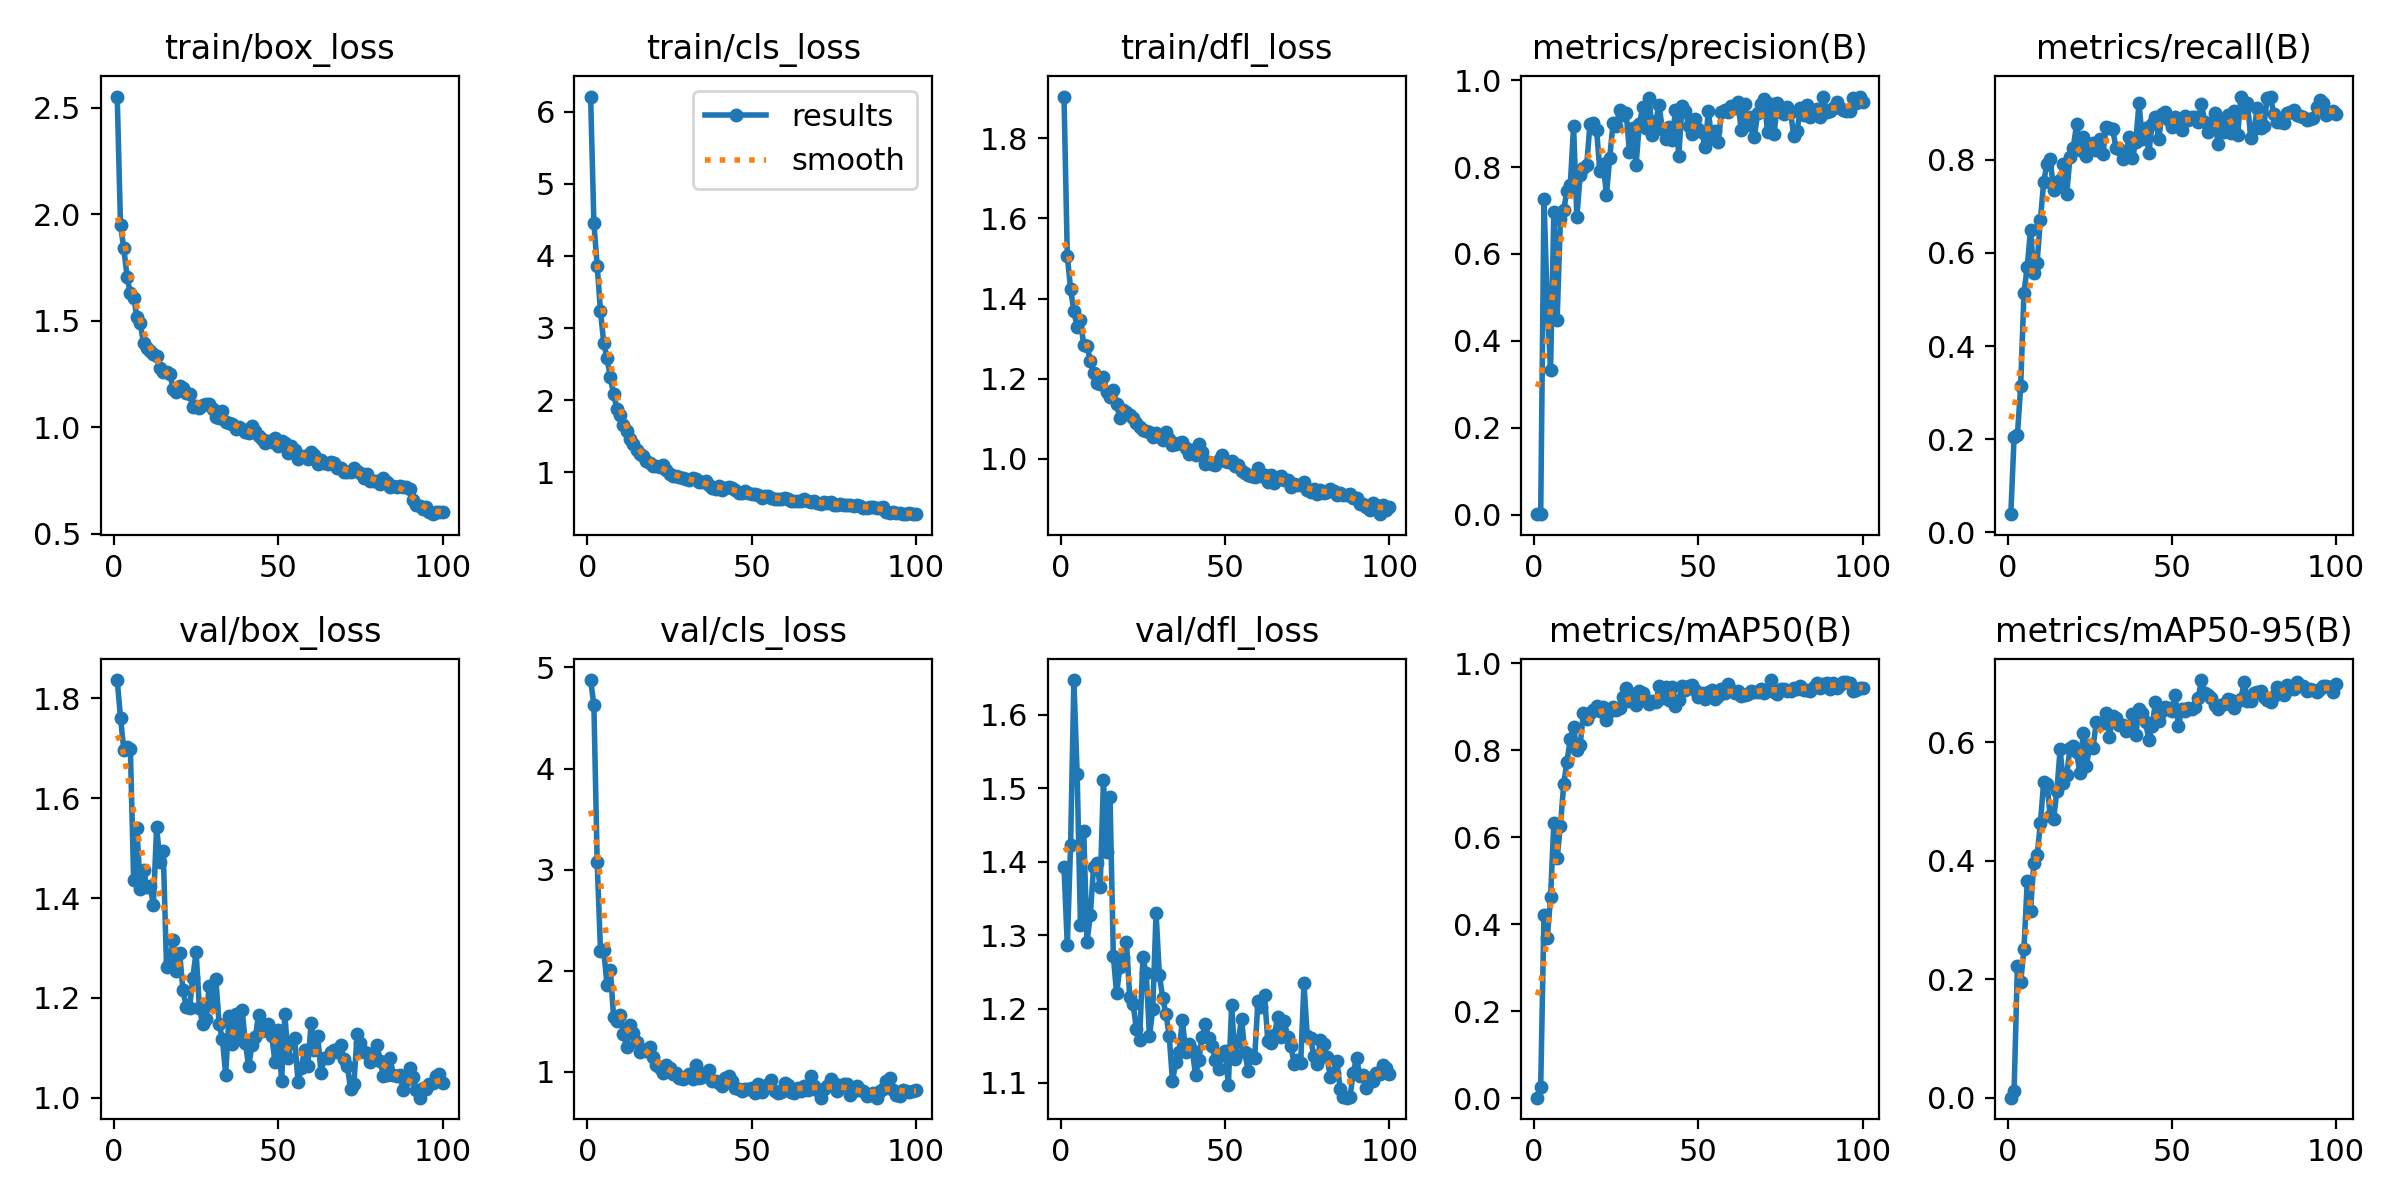 train/box_loss
train/cls_loss
train/dfl_loss
metrics/precision(B)
metrics/recall(B)
2.5
2.0
1.5
1.0
0.5
0 50 100
results
smooth
6
5
4
3
2
1
0 50 100
1.8
1.6
1.4
1.2
1.0
0 50 100
1.0
0.8
0.6
0.4
0.2
0.0
0 50 100
0.8
0.6
0.4
0.2
0.0
0 50 100
val/box_loss
val/cls_loss
val/dfl_loss
metrics/mAP50(B)
metrics/mAP50-95(B)
1.8
1.6
1.4
1.2
1.0
0 50 100
5
4
3
2
1
0 50 100
1.6
1.5
1.4
1.3
1.2
1.1
0 50 100
1.0
0.8
0.6
0.4
0.2
0.0
0 50 100
0.6
0.4
0.2
0.0
0 50 100